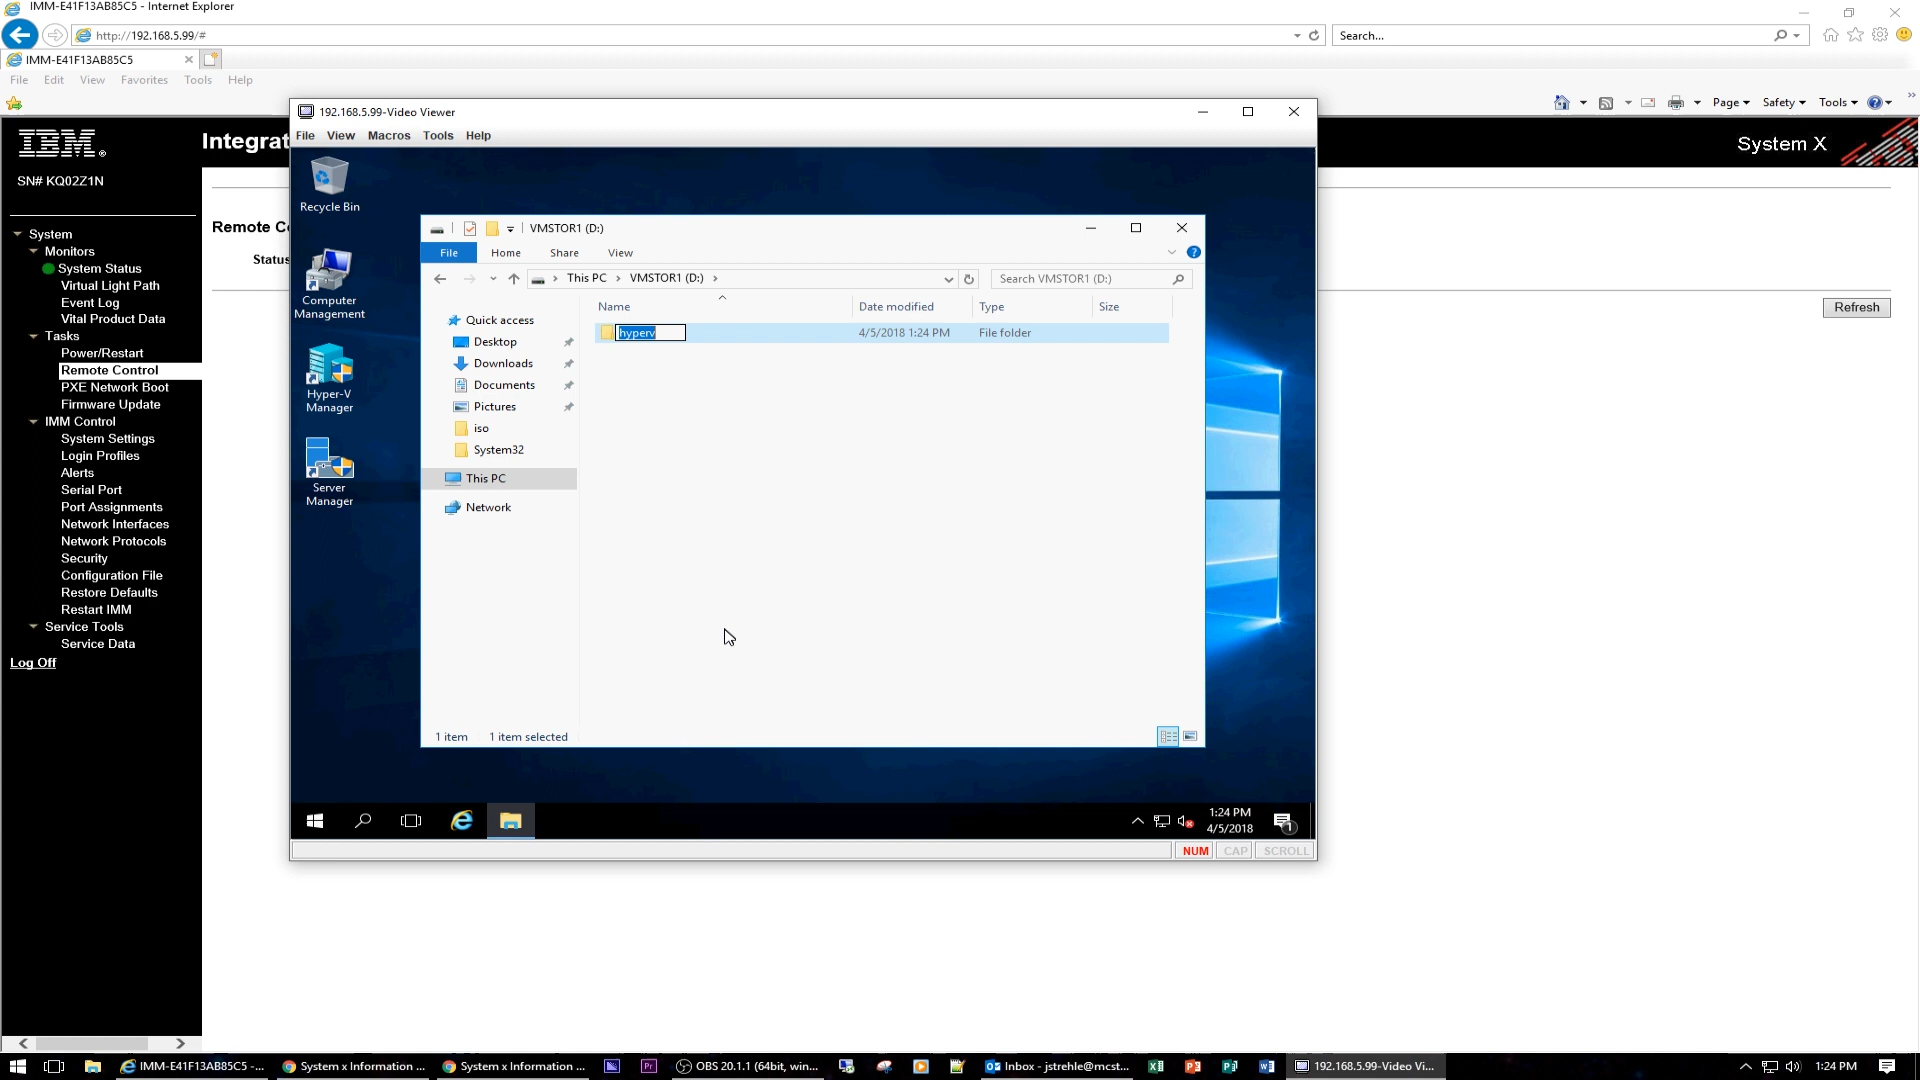 IMM-E41F13AB85C5 - Internet Explorer
http://192.168.5.99/#
Search...
IMM-E41F13AB85C5
File Edit View Favorites Tools Help
Page Safety Tools
IBM®
SN# KQ02Z1N
System
Monitors
System Status
Virtual Light Path
Event Log
Vital Product Data
Tasks
Power/Restart
Remote Control
PXE Network Boot
Firmware Update
IMM Control
System Settings
Login Profiles
Alerts
Serial Port
Port Assignments
Network Interfaces
Network Protocols
Security
Configuration File
Restore Defaults
Restart IMM
Service Tools
Service Data
Log Off
Integrat
System X
Remote C
Status
Refresh
192.168.5.99-Video Viewer
File View Macros Tools Help
Recycle Bin
Computer
Management
Hyper-V
Manager
Server
Manager
VMSTOR1 (D:)
File Home Share View
This PC > VMSTOR1 (D:) >
Search VMSTOR1 (D:)
Name Date modified Type Size
hyperv 4/5/2018 1:24 PM File folder
Quick access
Desktop
Downloads
Documents
Pictures
iso
System32
This PC
Network
1 item 1 item selected
1:24 PM
4/5/2018
1
NUM CAP SCROLL
IMM-E41F13AB85C5 -... System x Information ... System x Information ... OBS 20.1.1 (64bit, win... Inbox - jstrehle@mcst... 192.168.5.99-Video Vi... 1:24 PM